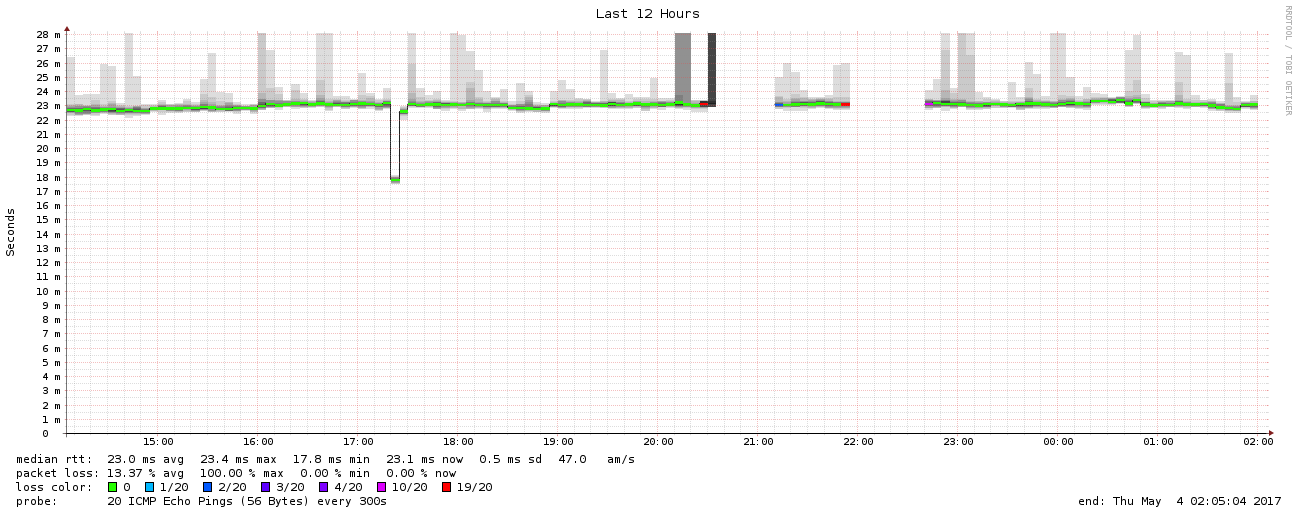 Last 12 Hours
RRDTOOL / TOBI OETIKER
Seconds
28 m
27 m
26 m
25 m
24 m
23 m
22 m
21 m
20 m
19 m
18 m
17 m
16 m
15 m
14 m
13 m
12 m
11 m
10 m
9 m
8 m
7 m
6 m
5 m
4 m
3 m
2 m
1 m
0
15:00 16:00 17:00 18:00 19:00 20:00 21:00 22:00 23:00 00:00 01:00 02:00
median rtt: 23.0 ms avg 23.4 ms max 17.8 ms min 23.1 ms now 0.5 ms sd 47.0 am/s
packet loss: 13.37 % avg 100.00 % max 0.00 % min 0.00 % now
loss color: 0 1/20 2/20 3/20 4/20 10/20 19/20
probe: 20 ICMP Echo Pings (56 Bytes) every 300s end: Thu May 4 02:05:04 2017